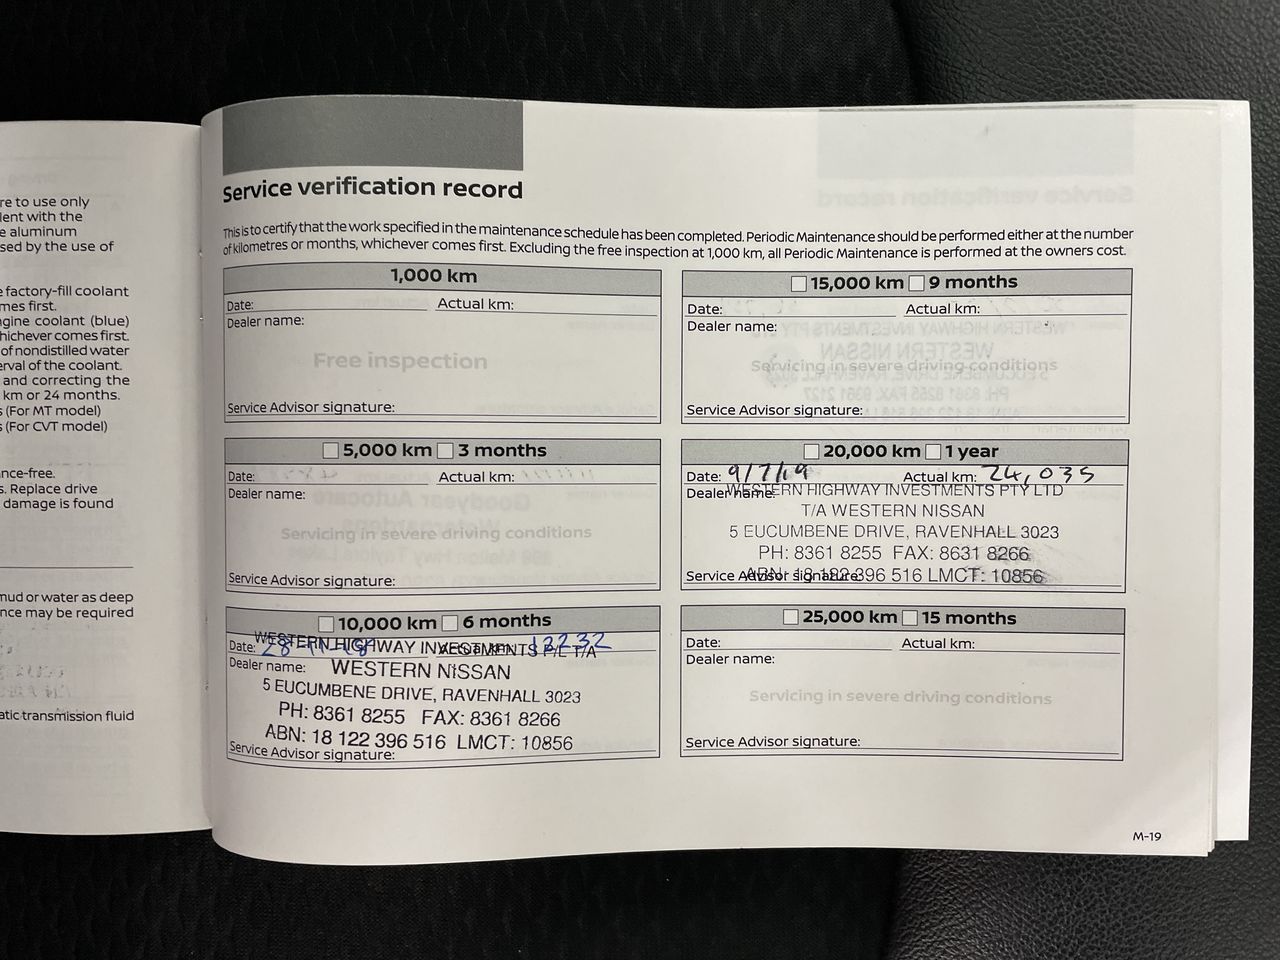 re to use only
lent with the
e aluminum
sed by the use of
e factory-fill coolant
mes first.
ngine coolant (blue)
hichever comes first.
of nondistilled water
erval of the coolant.
and correcting the
km or 24 months.
s (For MT model)
s (For CVT model)
nce-free.
s. Replace drive
damage is found
mud or water as deep
nce may be required
atic transmission fluid
Service verification record
This is to certify that the work specified in the maintenance schedule has been completed. Periodic Maintenance should be performed either at the number
of kilometres or months, whichever comes first. Excluding the free inspection at 1,000 km, all Periodic Maintenance is performed at the owners cost.
1,000 km
Date: Actual km:
Dealer name:
Free inspection
Service Advisor signature:
5,000 km 3 months
Date: Actual km:
Dealer name:
Servicing in severe driving conditions
Service Advisor signature:
10,000 km 6 months
WESTERN HIGHWAY INVESTMENTS P/L T/A
Date: Actual km: 12232
Dealer name: WESTERN NISSAN
5 EUCUMBENE DRIVE, RAVENHALL 3023
PH: 8361 8255 FAX: 8361 8266
ABN: 18 122 396 516 LMCT: 10856
Service Advisor signature:
15,000 km 9 months
Date: Actual km:
Dealer name:
Servicing in severe driving conditions
Service Advisor signature:
20,000 km 1 year
Date: 9/7/19 Actual km: 24,035
Dealer name: WESTERN HIGHWAY INVESTMENTS PTY LTD
T/A WESTERN NISSAN
5 EUCUMBENE DRIVE, RAVENHALL 3023
PH: 8361 8255 FAX: 8631 8266
ABN: 18 122 396 516 LMCT: 10856
Service Advisor signature:
25,000 km 15 months
Date: Actual km:
Dealer name:
Servicing in severe driving conditions
Service Advisor signature:
M-19